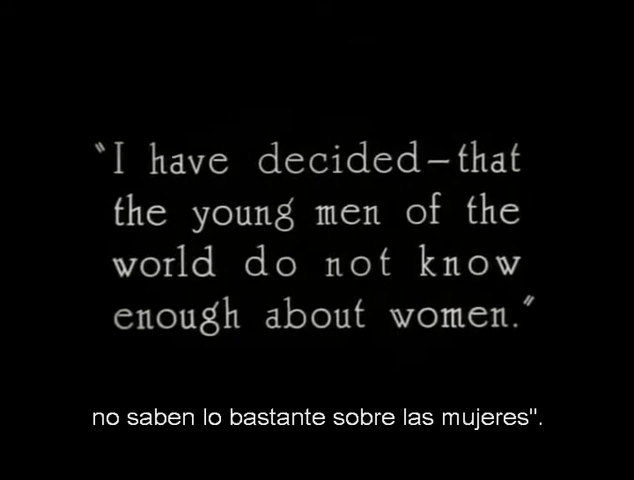 "I have decided—that
the young men of the
world do not know
enough about women."
no saben lo bastante sobre las mujeres".